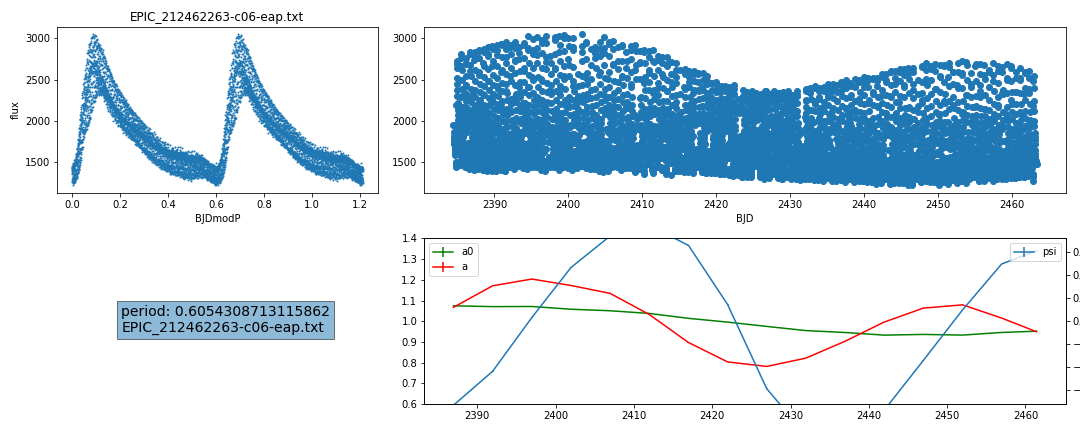 EPIC_212462263-c06-eap.txt
flux
3000
2500
2000
1500
0.0 0.2 0.4 0.6 0.8 1.0 1.2
BJDmodP
3000
2500
2000
1500
2390 2400 2410 2420 2430 2440 2450 2460
BJD
period: 0.6054308713115862
EPIC_212462263-c06-eap.txt
1.4
1.3
1.2
1.1
1.0
0.9
0.8
0.7
0.6
a0
a
psi
2390 2400 2410 2420 2430 2440 2450 2460